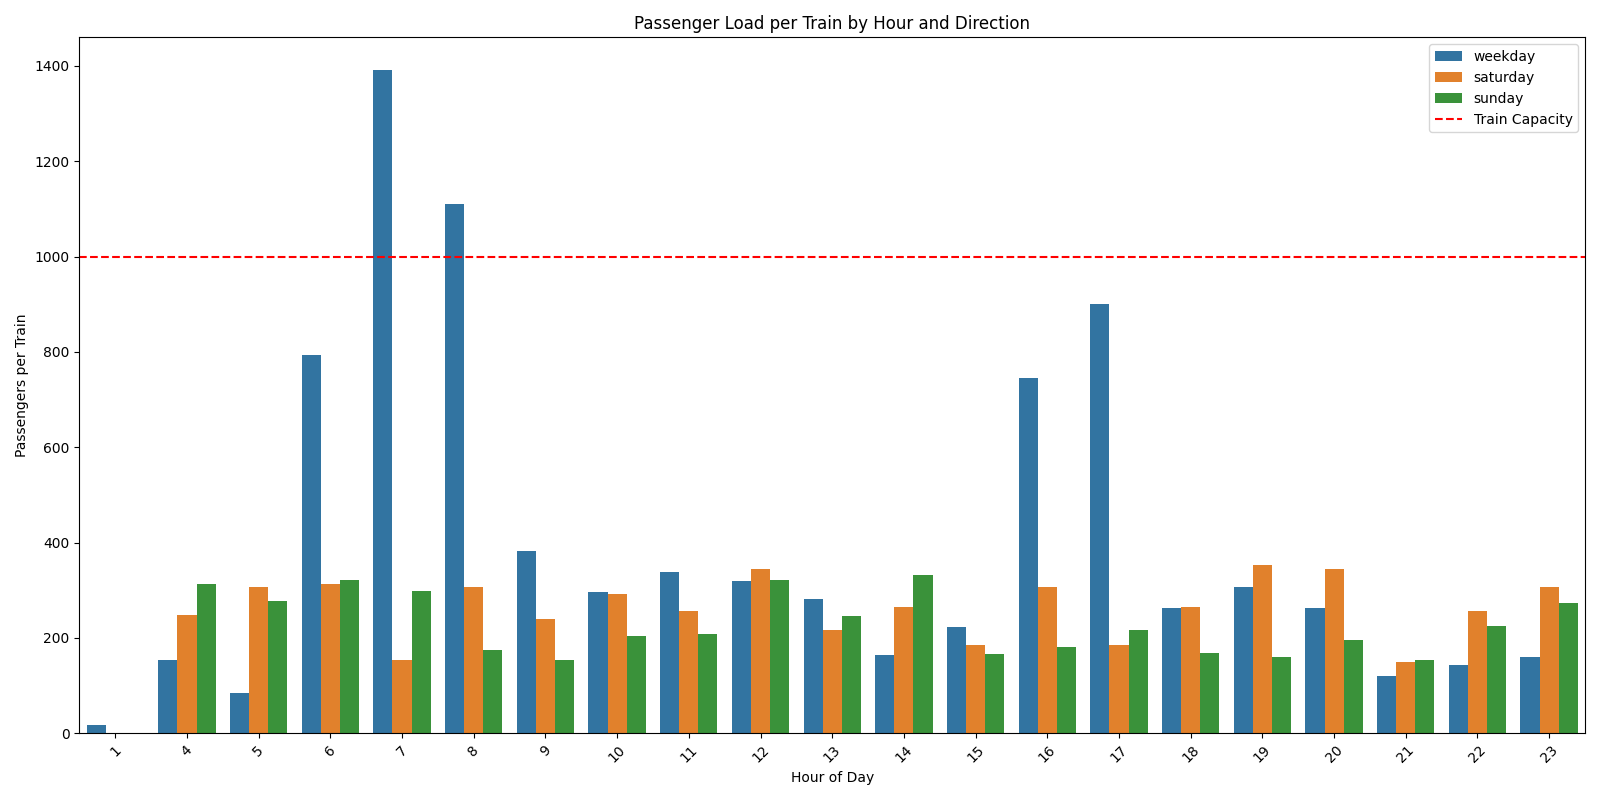 Passenger Load per Train by Hour and Direction
weekday
saturday
sunday
Train Capacity
Passengers per Train
1400
1200
1000
800
600
400
200
0
1 4 5 6 7 8 9 10 11 12 13 14 15 16 17 18 19 20 21 22 23
Hour of Day